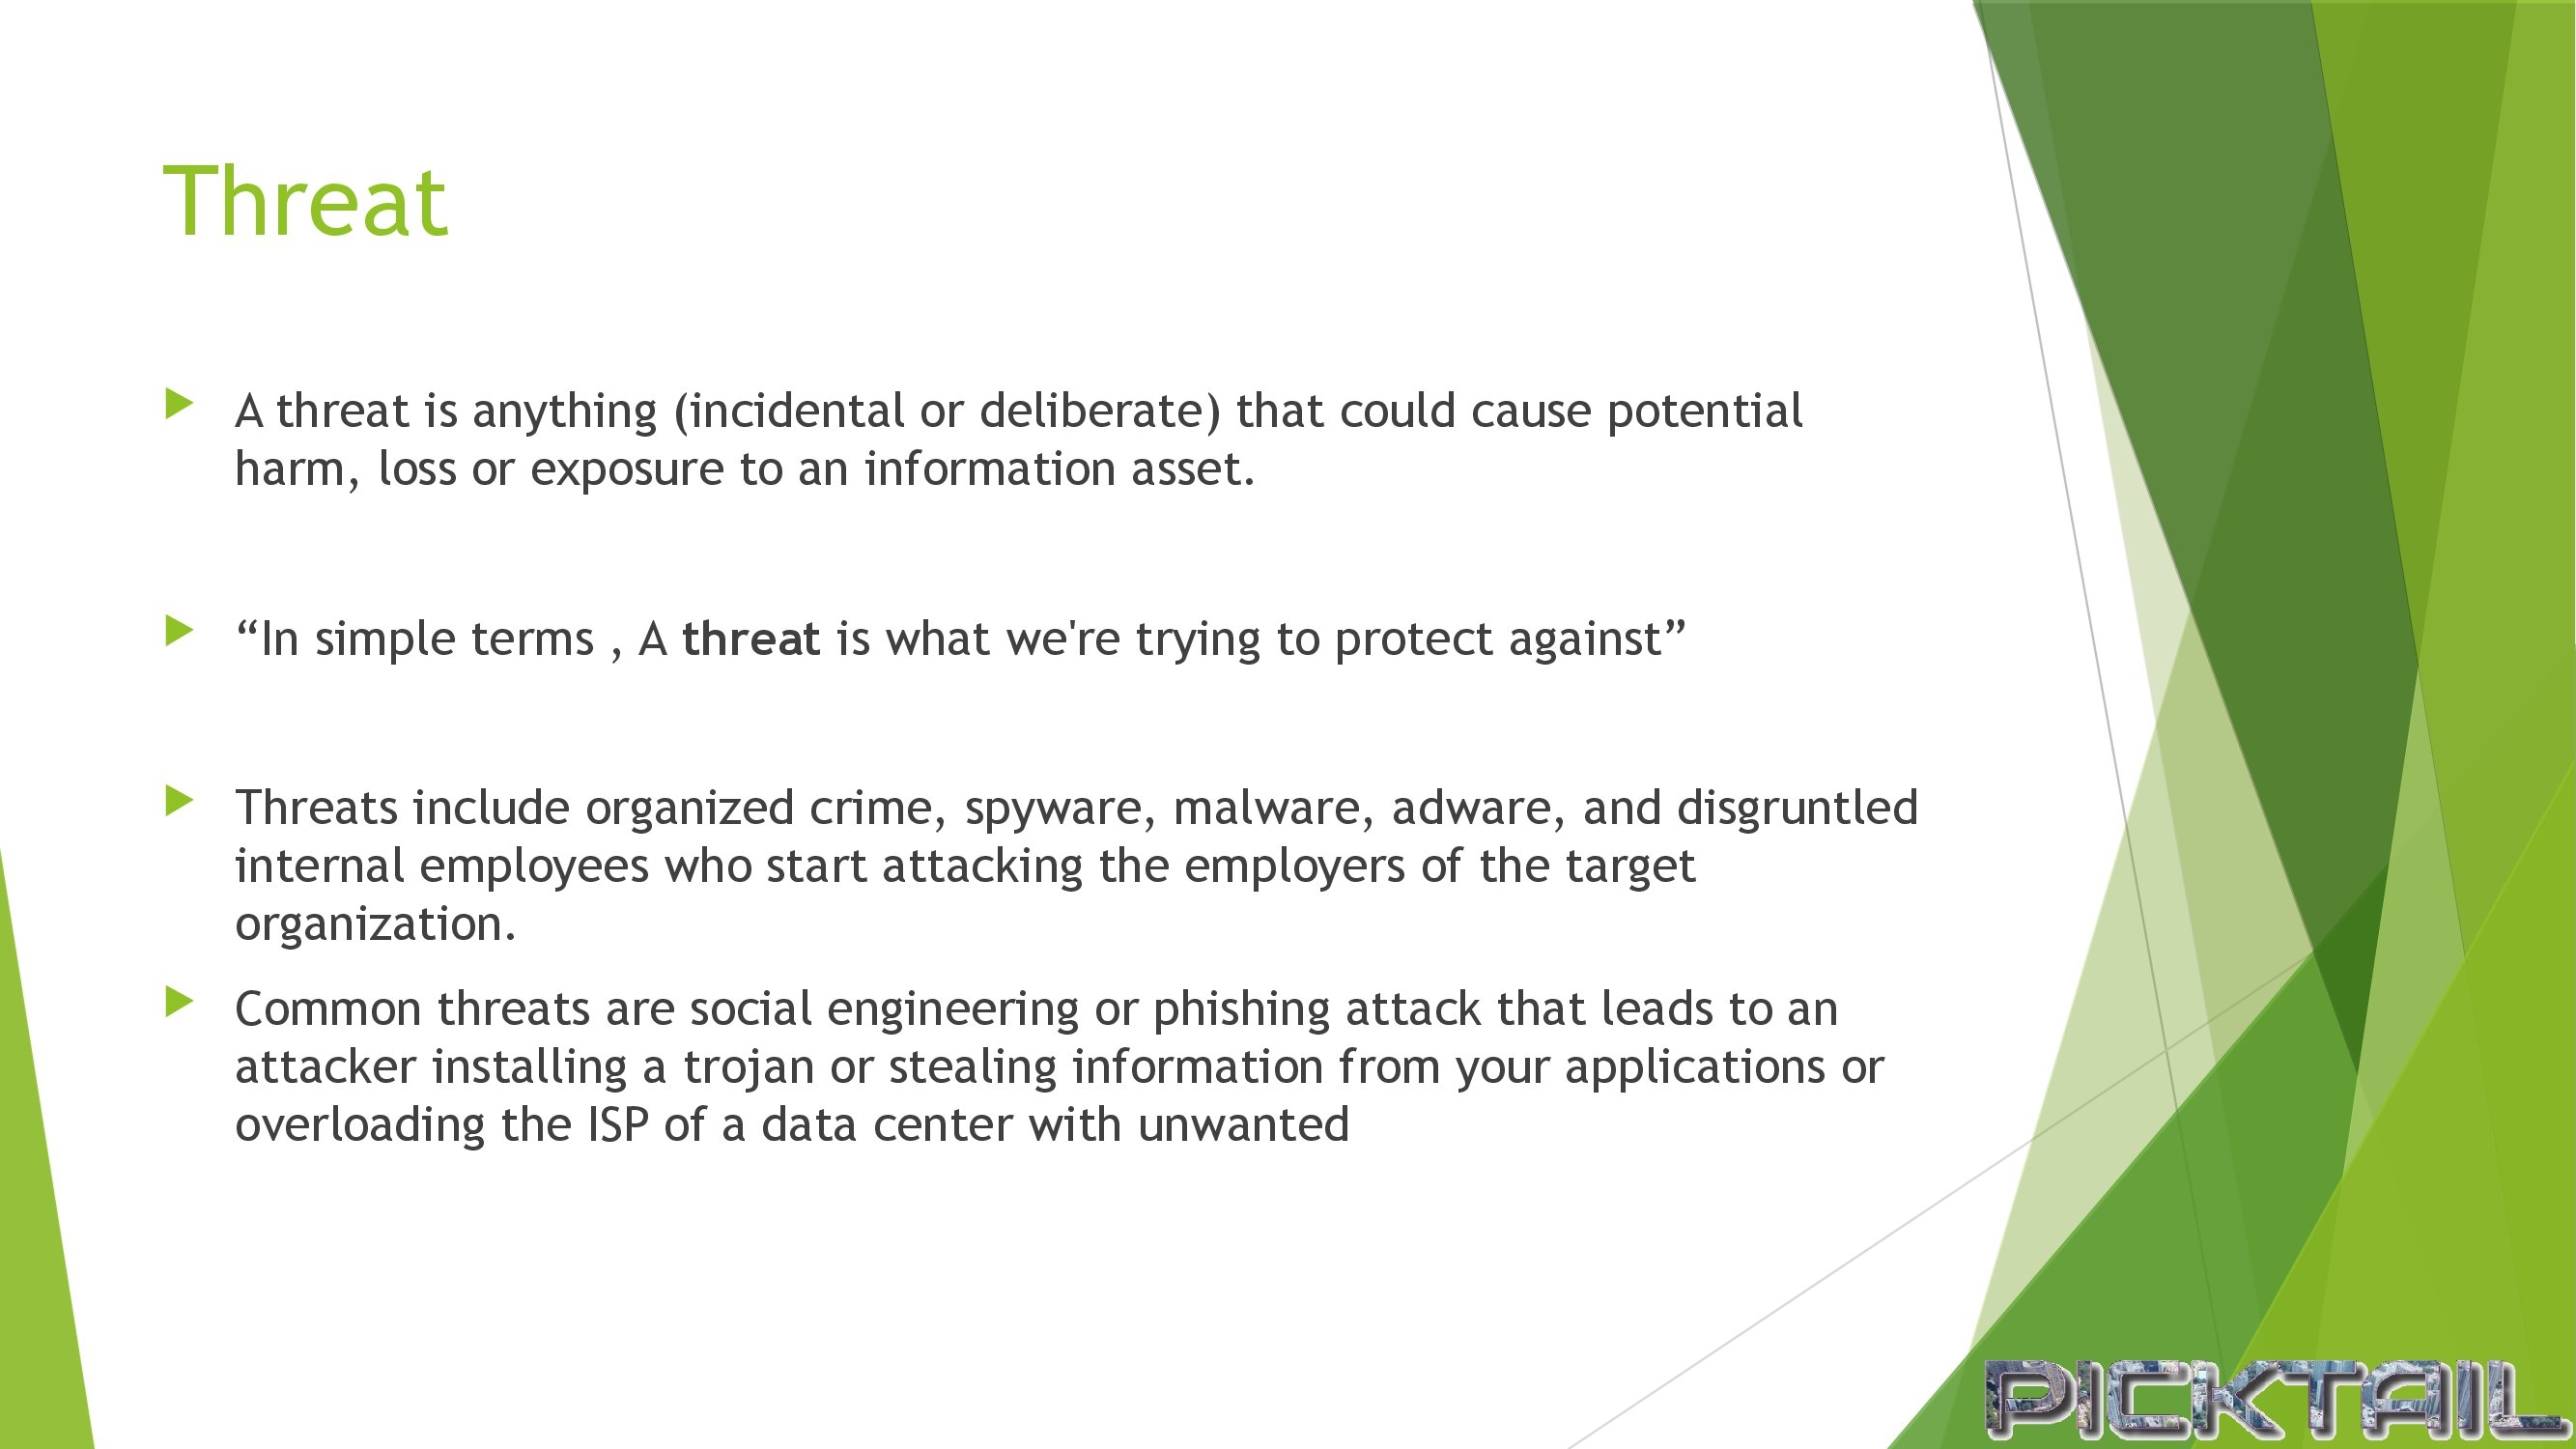 Threat
A threat is anything (incidental or deliberate) that could cause potential
harm, loss or exposure to an information asset.
“In simple terms , A threat is what we're trying to protect against”
Threats include organized crime, spyware, malware, adware, and disgruntled
internal employees who start attacking the employers of the target
organization.
Common threats are social engineering or phishing attack that leads to an
attacker installing a trojan or stealing information from your applications or
overloading the ISP of a data center with unwanted
PICKTAIL